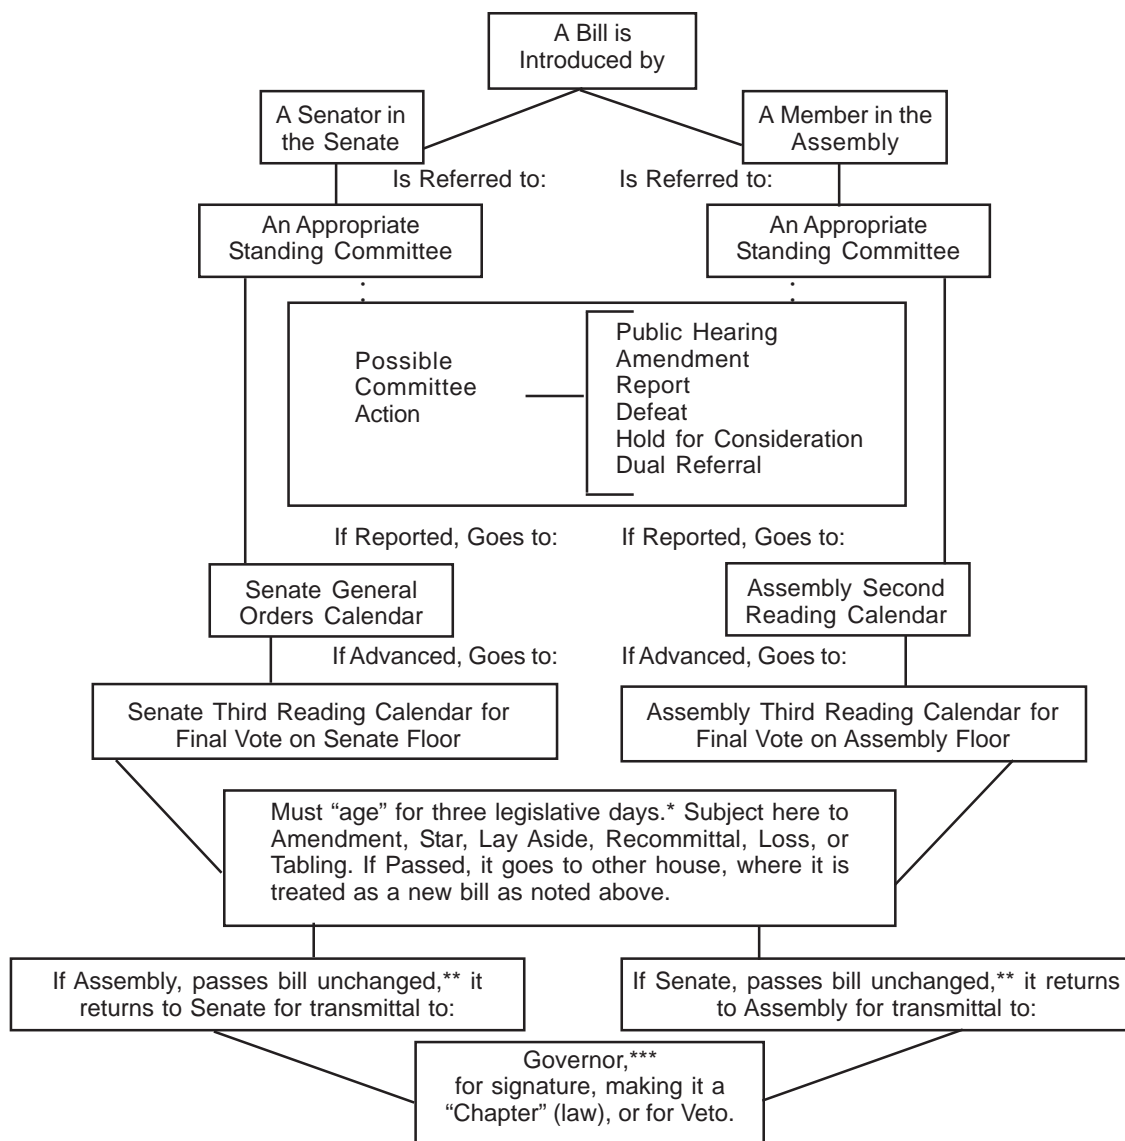 A Bill is
Introduced by
A Senator in
the Senate
A Member in the
Assembly
Is Referred to:
Is Referred to:
An Appropriate
Standing Committee
An Appropriate
Standing Committee
Possible
Committee
Action
Public Hearing
Amendment
Report
Defeat
Hold for Consideration
Dual Referral
If Reported, Goes to:
If Reported, Goes to:
Senate General
Orders Calendar
Assembly Second
Reading Calendar
If Advanced, Goes to:
If Advanced, Goes to:
Senate Third Reading Calendar for
Final Vote on Senate Floor
Assembly Third Reading Calendar for
Final Vote on Assembly Floor
Must “age” for three legislative days.* Subject here to
Amendment, Star, Lay Aside, Recommittal, Loss, or
Tabling. If Passed, it goes to other house, where it is
treated as a new bill as noted above.
If Assembly, passes bill unchanged,** it
returns to Senate for transmittal to:
If Senate, passes bill unchanged,** it returns
to Assembly for transmittal to:
Governor,***
for signature, making it a
“Chapter” (law), or for Veto.